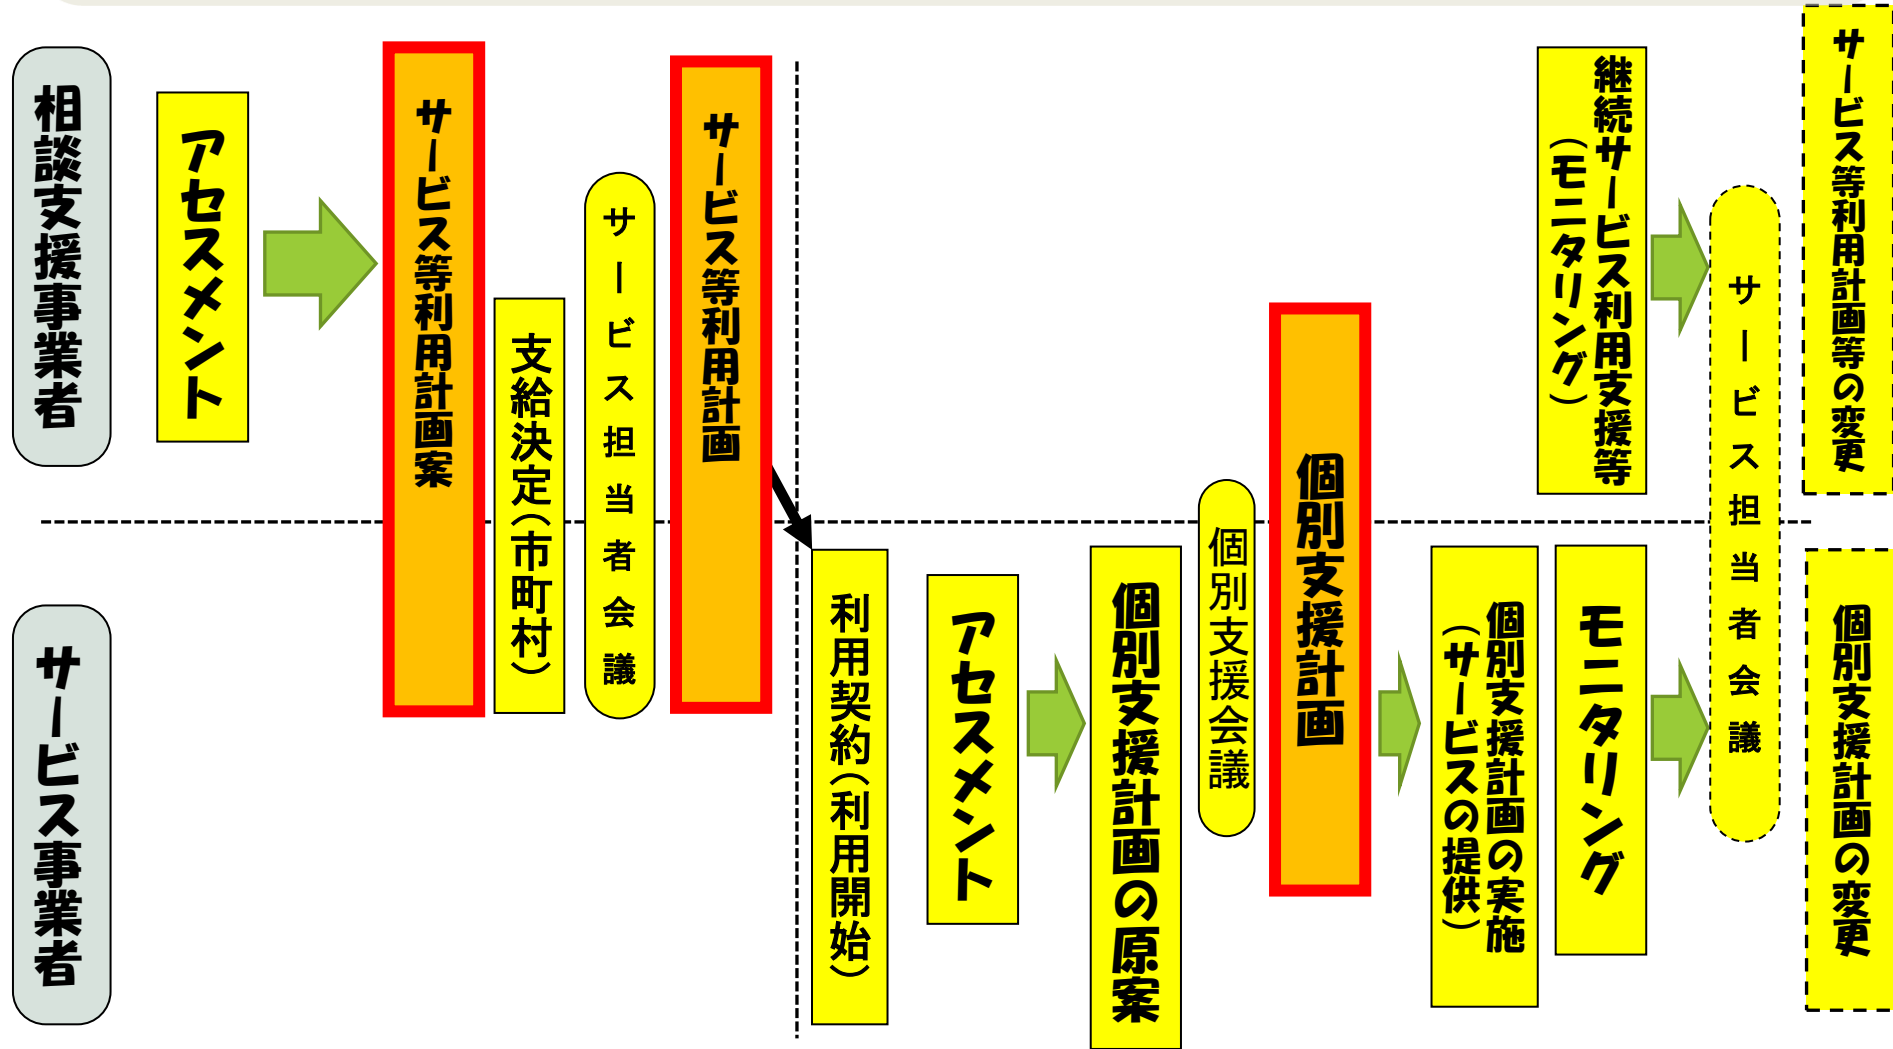 相談支援事業者
アセスメント
サービス等利用計画案
支給決定（市町村）
サービス担当者会議
サービス等利用計画
継続サービス利用支援等
（モニタリング）
サービス担当者会議
サービス等利用計画等の変更
サービス事業者
利用契約（利用開始）
アセスメント
個別支援計画の原案
個別支援会議
個別支援計画
個別支援計画の実施
（サービスの提供）
モニタリング
個別支援計画の変更